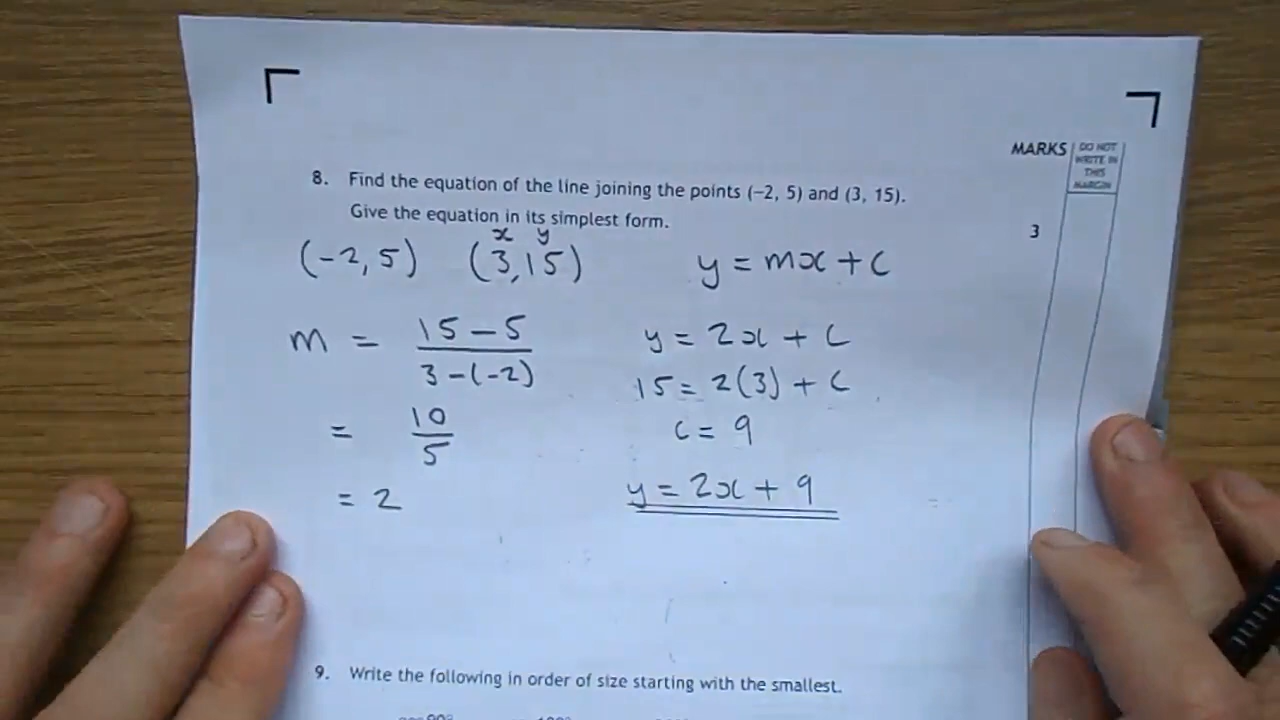 MARKS
DO NOT
WRITE IN
THIS
MARGIN
8. Find the equation of the line joining the points (–2, 5) and (3, 15).
Give the equation in its simplest form.
3
x y
(-2, 5) (3, 15)
m = 15 - 5 / 3 - (-2)
= 10 / 5
= 2
y = mx + c
y = 2x + c
15 = 2(3) + c
c = 9
y = 2x + 9
9. Write the following in order of size starting with the smallest.